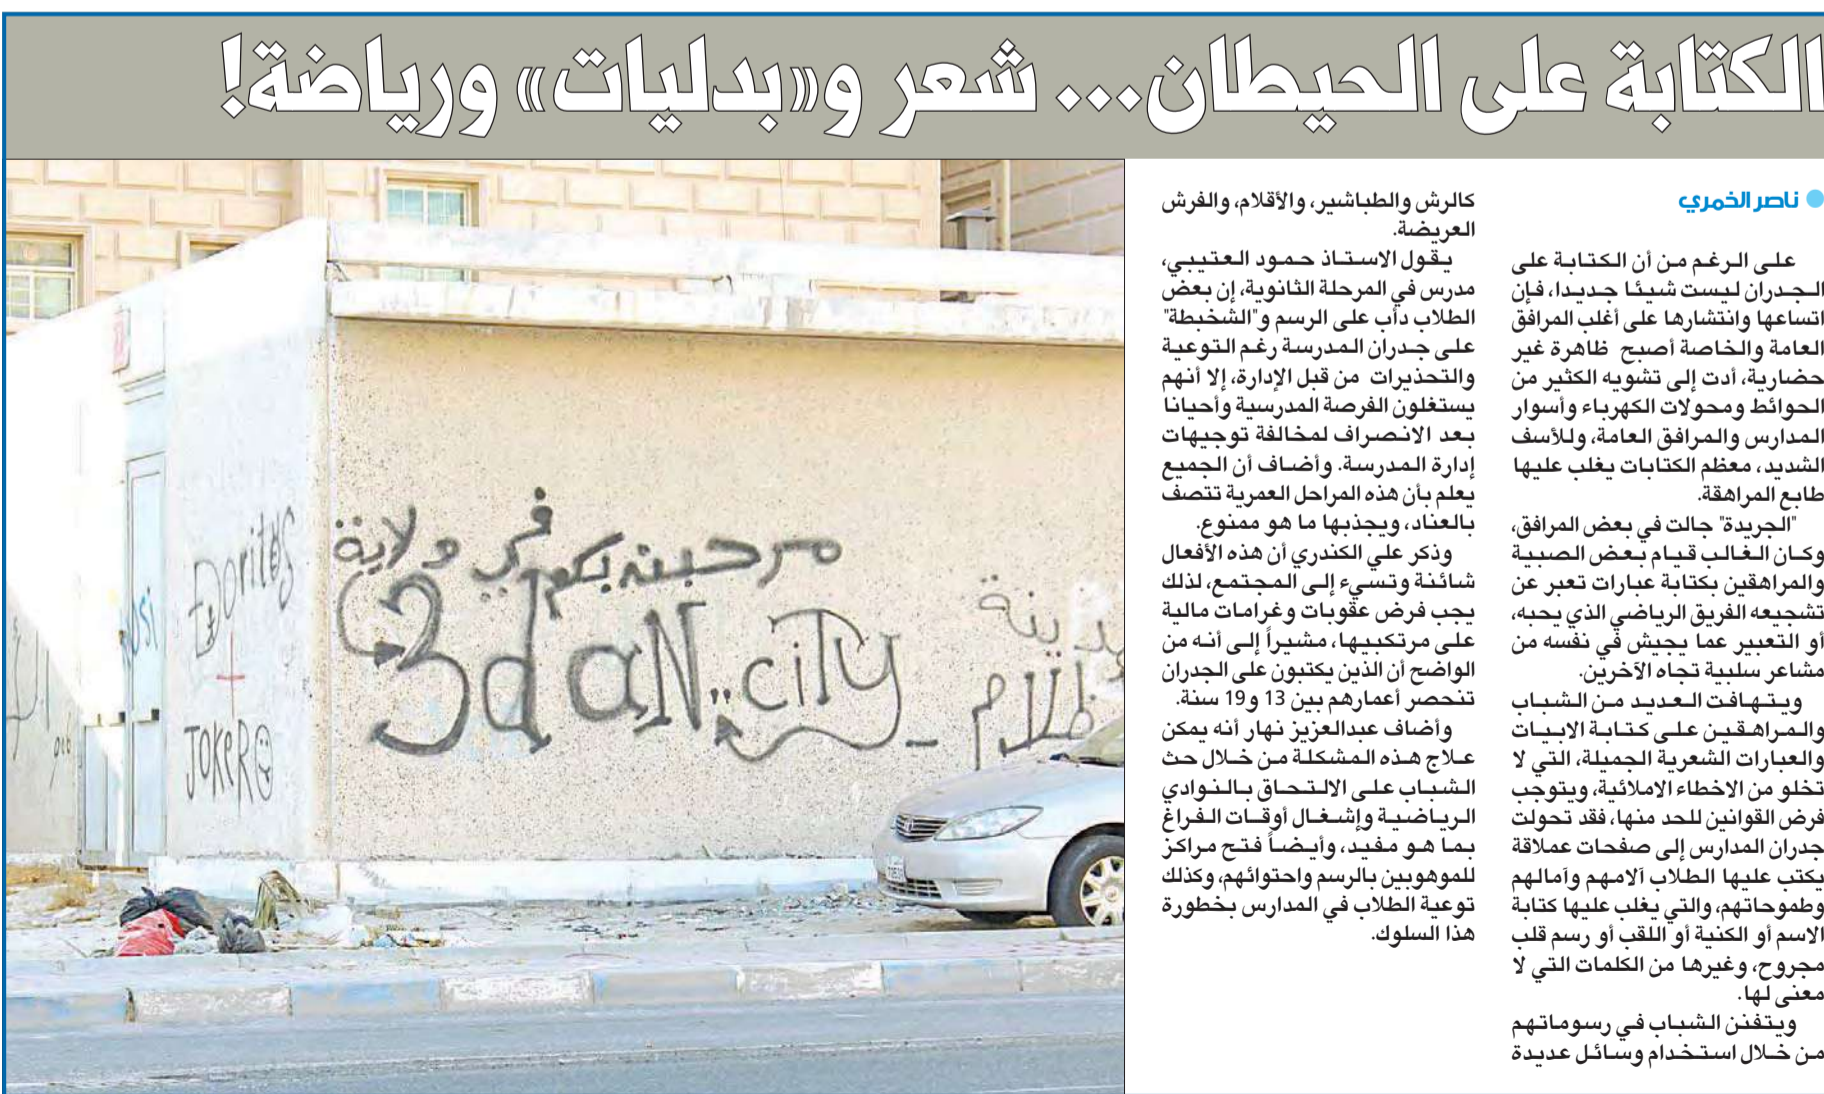 الكتابة على الحيطان... شعر و«بدليات» ورياضة!
● ناصر الخمري
على الرغم من أن الكتابة على
الجدران ليست شيئا جديدا، فإن
اتساعها وانتشارها على أغلب المرافق
العامة والخاصة أصبح ظاهرة غير
حضارية، أدت إلى تشويه الكثير من
الحوائط ومحولات الكهرباء وأسوار
المدارس والمرافق العامة، وللأسف
الشديد، معظم الكتابات يغلب عليها
طابع المراهقة.
"الجريدة" جالت في بعض المرافق،
وكان الغالب قيام بعض الصبية
والمراهقين بكتابة عبارات تعبر عن
تشجيعه الفريق الرياضي الذي يحبه،
أو التعبير عما يجيش في نفسه من
مشاعر سلبية تجاه الآخرين.
ويتهافت العديد من الشباب
والمراهقين على كتابة الابيات
والعبارات الشعرية الجميلة، التي لا
تخلو من الاخطاء الاملائية، ويتوجب
فرض القوانين للحد منها، فقد تحولت
جدران المدارس إلى صفحات عملاقة
يكتب عليها الطلاب آلامهم وآمالهم
وطموحاتهم، والتي يغلب عليها كتابة
الاسم أو الكنية أو اللقب أو رسم قلب
مجروح، وغيرها من الكلمات التي لا
معنى لها.
ويتفنن الشباب في رسوماتهم
من خلال استخدام وسائل عديدة
كالرش والطباشير، والأقلام، والفرش
العريضة.
يقول الاستاذ حمود العتيبي،
مدرس في المرحلة الثانوية، إن بعض
الطلاب دأب على الرسم و"الشخبطة"
على جدران المدرسة رغم التوعية
والتحذيرات من قبل الإدارة، إلا أنهم
يستغلون الفرصة المدرسية وأحيانا
بعد الانصراف لمخالفة توجيهات
إدارة المدرسة. وأضاف أن الجميع
يعلم بأن هذه المراحل العمرية تتصف
بالعناد، ويجذبها ما هو ممنوع.
وذكر علي الكندري أن هذه الأفعال
شائنة وتسيء إلى المجتمع، لذلك
يجب فرض عقوبات وغرامات مالية
على مرتكبيها، مشيراً إلى أنه من
الواضح أن الذين يكتبون على الجدران
تنحصر أعمارهم بين 13 و19 سنة.
وأضاف عبدالعزيز نهار أنه يمكن
علاج هذه المشكلة من خلال حث
الشباب على الالتحاق بالنوادي
الرياضية وإشغال أوقات الفراغ
بما هو مفيد، وأيضاً فتح مراكز
للموهوبين بالرسم واحتوائهم، وكذلك
توعية الطلاب في المدارس بخطورة
هذا السلوك.
مرحبنه بكم في ولاية
3dan..ciTy
مدينة
ظلام
Doritos
+
JOKeR